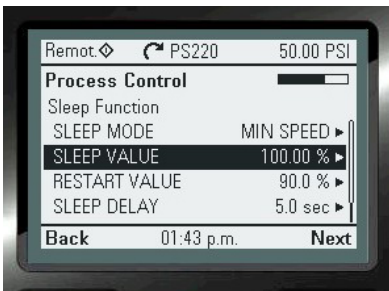 Remot. PS220 50.00 PSI
Process Control
Sleep Function
SLEEP MODE MIN SPEED
SLEEP VALUE 100.00 %
RESTART VALUE 90.0 %
SLEEP DELAY 5.0 sec
Back 01:43 p.m. Next